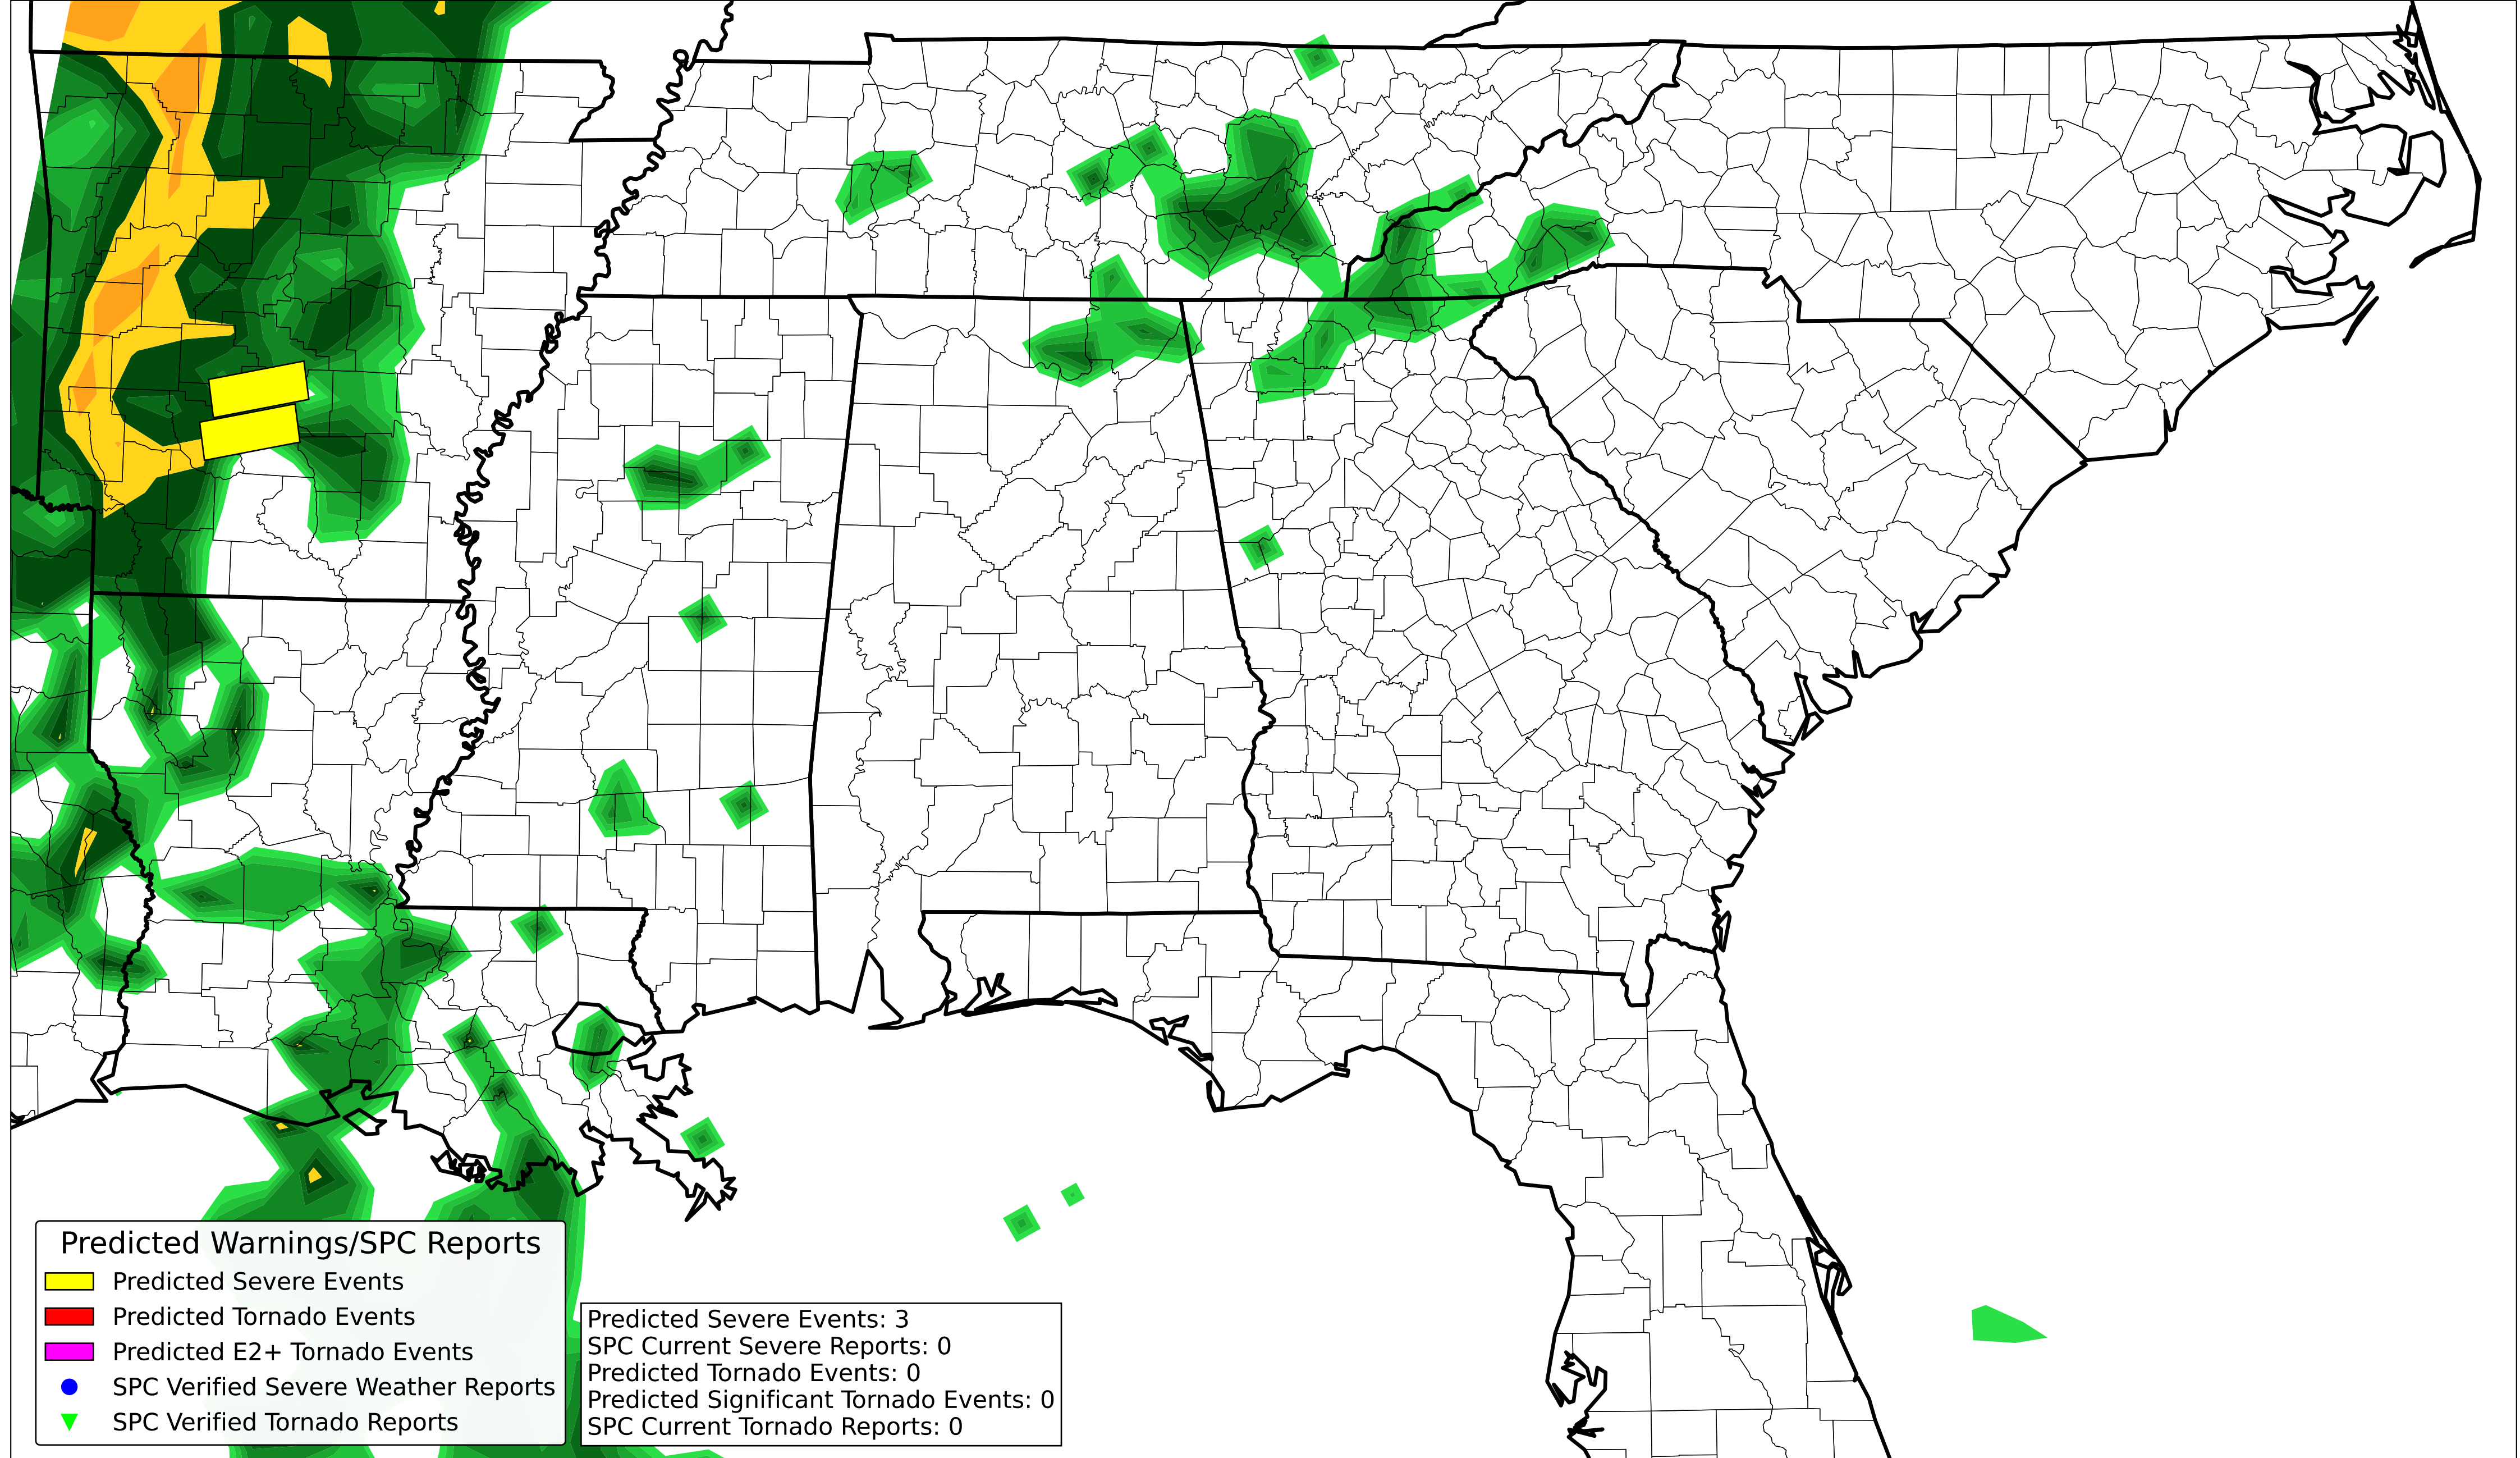 Predicted Warnings/SPC Reports
Predicted Severe Events
Predicted Tornado Events
Predicted E2+ Tornado Events
SPC Verified Severe Weather Reports
SPC Verified Tornado Reports
Predicted Severe Events: 3
SPC Current Severe Reports: 0
Predicted Tornado Events: 0
Predicted Significant Tornado Events: 0
SPC Current Tornado Reports: 0